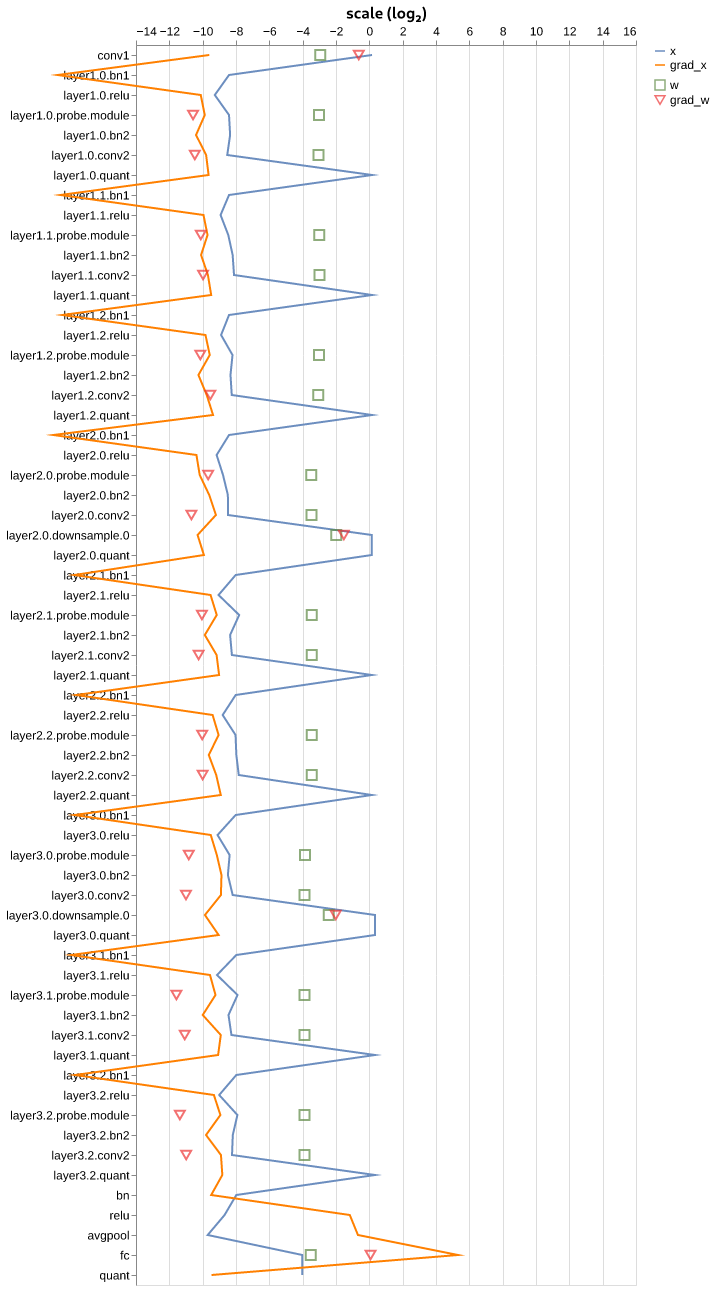 scale (log₂)
−14 −12 −10 −8 −6 −4 −2 0 2 4 6 8 10 12 14 16
x
grad_x
w
grad_w
conv1
layer1.0.bn1
layer1.0.relu
layer1.0.probe.module
layer1.0.bn2
layer1.0.conv2
layer1.0.quant
layer1.1.bn1
layer1.1.relu
layer1.1.probe.module
layer1.1.bn2
layer1.1.conv2
layer1.1.quant
layer1.2.bn1
layer1.2.relu
layer1.2.probe.module
layer1.2.bn2
layer1.2.conv2
layer1.2.quant
layer2.0.bn1
layer2.0.relu
layer2.0.probe.module
layer2.0.bn2
layer2.0.conv2
layer2.0.downsample.0
layer2.0.quant
layer2.1.bn1
layer2.1.relu
layer2.1.probe.module
layer2.1.bn2
layer2.1.conv2
layer2.1.quant
layer2.2.bn1
layer2.2.relu
layer2.2.probe.module
layer2.2.bn2
layer2.2.conv2
layer2.2.quant
layer3.0.bn1
layer3.0.relu
layer3.0.probe.module
layer3.0.bn2
layer3.0.conv2
layer3.0.downsample.0
layer3.0.quant
layer3.1.bn1
layer3.1.relu
layer3.1.probe.module
layer3.1.bn2
layer3.1.conv2
layer3.1.quant
layer3.2.bn1
layer3.2.relu
layer3.2.probe.module
layer3.2.bn2
layer3.2.conv2
layer3.2.quant
bn
relu
avgpool
fc
quant